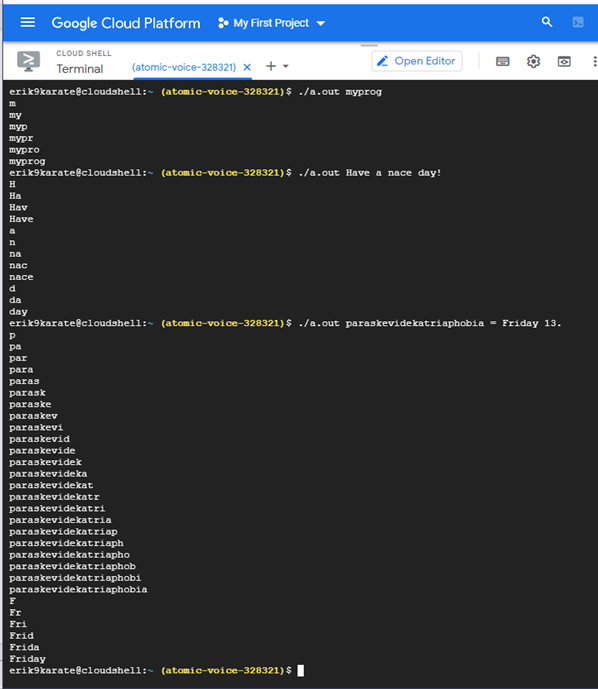 Google Cloud Platform My First Project
CLOUD SHELL
Terminal (atomic-voice-328321) Open Editor
erik9karate@cloudshell:~ (atomic-voice-328321)$ ./a.out myprog
m
my
myp
mypr
mypro
myprog
erik9karate@cloudshell:~ (atomic-voice-328321)$ ./a.out Have a nace day!
H
Ha
Hav
Have
a
n
na
nac
nace
d
da
day
erik9karate@cloudshell:~ (atomic-voice-328321)$ ./a.out paraskevidekatriaphobia = Friday 13.
p
pa
par
para
paras
parask
paraske
paraskev
paraskevi
paraskevid
paraskevide
paraskevidek
paraskevideka
paraskevidekat
paraskevidekatr
paraskevidekatri
paraskevidekatria
paraskevidekatriap
paraskevidekatriaph
paraskevidekatriapho
paraskevidekatriaphob
paraskevidekatriaphobi
paraskevidekatriaphobia
F
Fr
Fri
Frid
Frida
Friday
erik9karate@cloudshell:~ (atomic-voice-328321)$